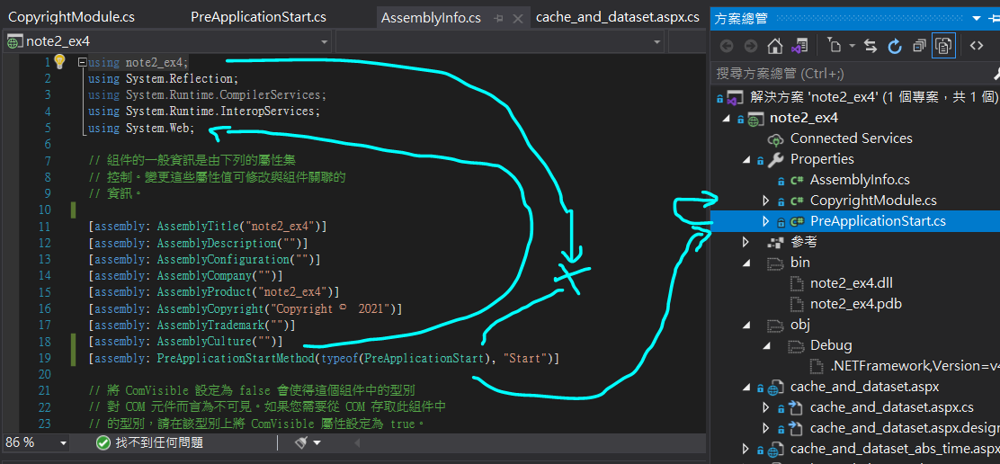 CopyrightModule.cs
PreApplicationStart.cs
AssemblyInfo.cs
cache_and_dataset.aspx.cs
note2_ex4
1 using note2_ex4;
2 using System.Reflection;
3 using System.Runtime.CompilerServices;
4 using System.Runtime.InteropServices;
5 using System.Web;
6
7 // 組件的一般資訊是由下列的屬性集
8 // 控制。變更這些屬性值可修改與組件關聯的
9 // 資訊。
10
11 [assembly: AssemblyTitle("note2_ex4")]
12 [assembly: AssemblyDescription("")]
13 [assembly: AssemblyConfiguration("")]
14 [assembly: AssemblyCompany("")]
15 [assembly: AssemblyProduct("note2_ex4")]
16 [assembly: AssemblyCopyright("Copyright ©  2021")]
17 [assembly: AssemblyTrademark("")]
18 [assembly: AssemblyCulture("")]
19 [assembly: PreApplicationStartMethod(typeof(PreApplicationStart), "Start")]
20
21 // 將 ComVisible 設定為 false 會使得這個組件中的型別
22 // 對 COM 元件而言為不可見。如果您需要從 COM 存取此組件中
23 // 的型別，請在該型別上將 ComVisible 屬性設定為 true。
86 %
找不到任何問題
方案總管
搜尋方案總管 (Ctrl+;)
解決方案 'note2_ex4' (1 個專案，共 1 個)
note2_ex4
Connected Services
Properties
AssemblyInfo.cs
CopyrightModule.cs
PreApplicationStart.cs
參考
bin
note2_ex4.dll
note2_ex4.pdb
obj
Debug
.NETFramework,Version=v4
cache_and_dataset.aspx
cache_and_dataset.aspx.cs
cache_and_dataset.aspx.design
cache_and_dataset_abs_time.aspx